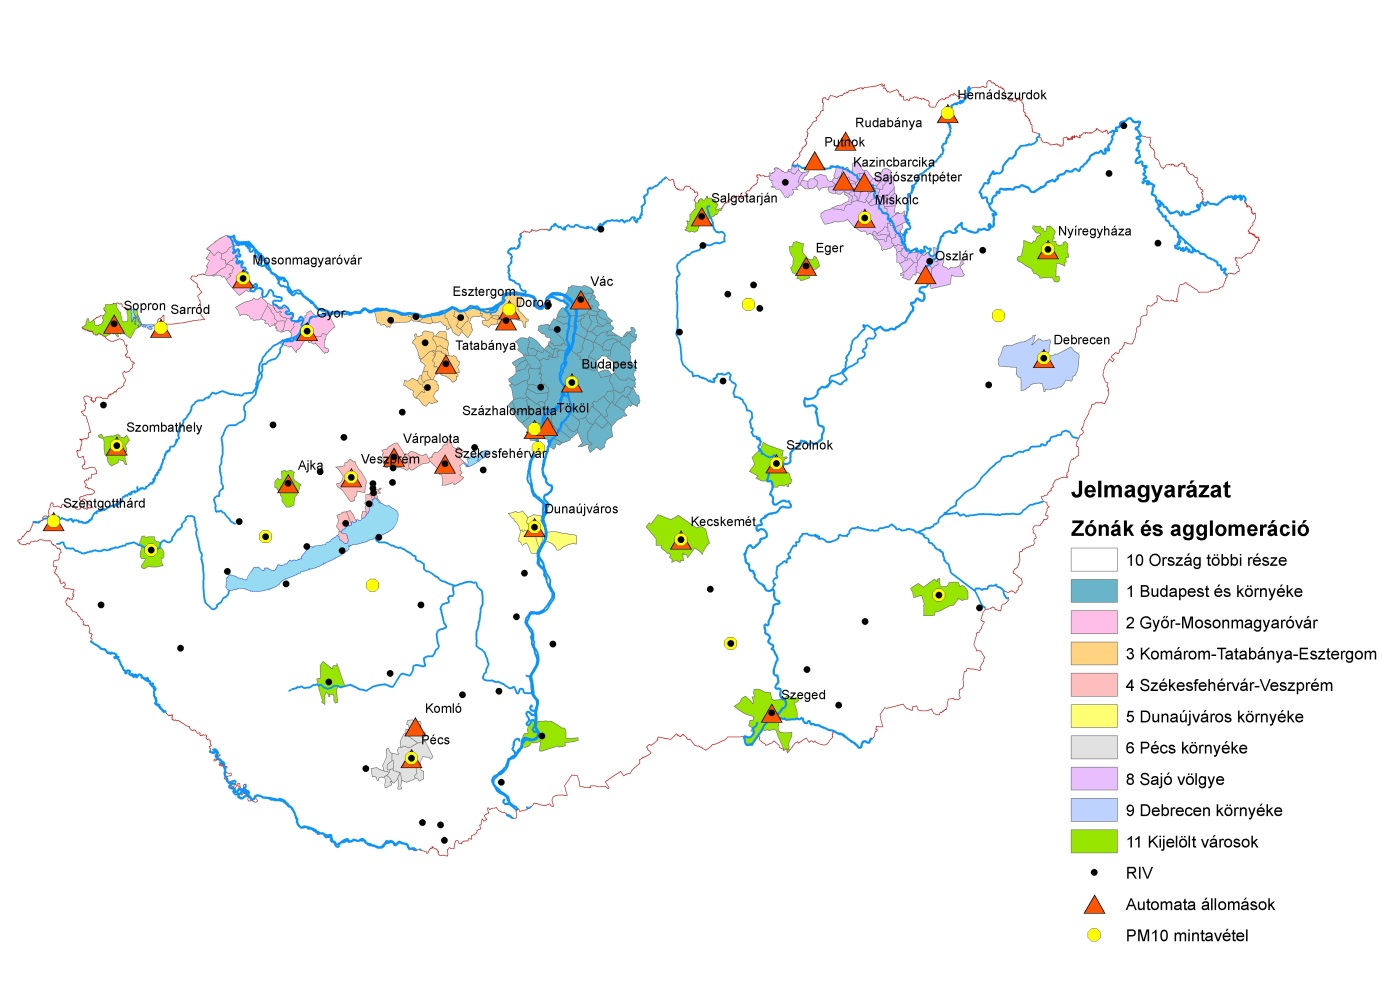 Hernádszurdok
Rudabánya
Putnok
Kazincbarcika
Sajószentpéter
Salgótarján
Miskolc
Nyíregyháza
Eger
Oszlár
Mosonmagyaróvár
Vác
Esztergom
Sopron
Sarród
Dorog
Gyor
Debrecen
Tatabánya
Budapest
Százhalombatta
Tököl
Szombathely
Várpalota
Szolnok
Veszprém
Székesfehérvár
Ajka
Szentgotthárd
Dunaújváros
Kecskemét
Szeged
Komló
Pécs
Jelmagyarázat
Zónák és agglomeráció
10 Ország többi része
1 Budapest és környéke
2 Győr-Mosonmagyaróvár
3 Komárom-Tatabánya-Esztergom
4 Székesfehérvár-Veszprém
5 Dunaújváros környéke
6 Pécs környéke
8 Sajó völgye
9 Debrecen környéke
11 Kijelölt városok
RIV
Automata állomások
PM10 mintavétel